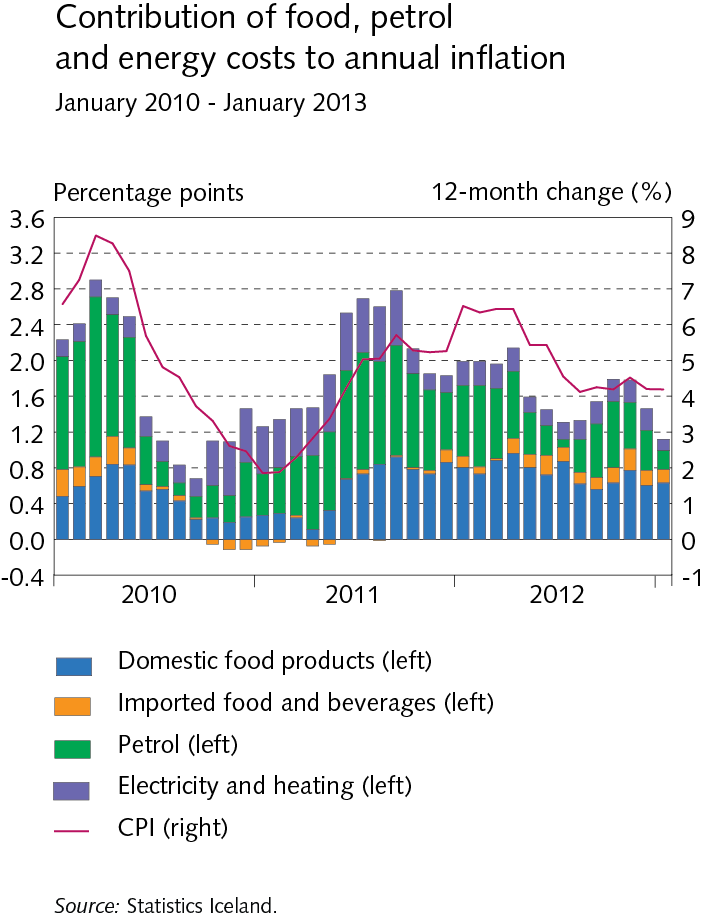 Contribution of food, petrol
and energy costs to annual inflation
January 2010 - January 2013
Percentage points 12-month change (%)
3.6 9
3.2 8
2.8 7
2.4 6
2.0 5
1.6 4
1.2 3
0.8 2
0.4 1
0.0 0
-0.4 -1
2010 2011 2012
Domestic food products (left)
Imported food and beverages (left)
Petrol (left)
Electricity and heating (left)
CPI (right)
Source: Statistics Iceland.